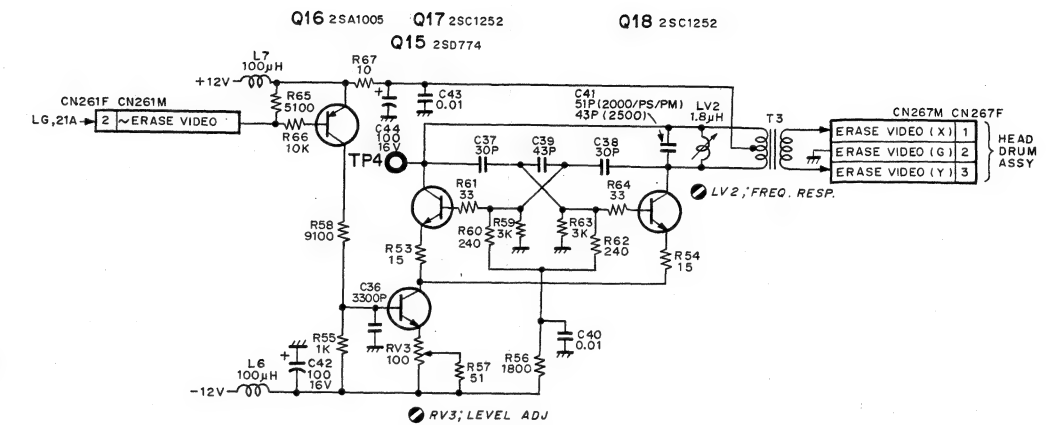 Q16 2SA1005 Q17 2SC1252 Q18 2SC1252
Q15 2SD774
L7
100μH
+12V
R67
10
R65
5100
CN261F CN261M
LG,21A 2 ~ERASE VIDEO
R66
10K
C44
100
16V
C43
0.01
C41
51P (2000/PS/PM)
43P (2500)
LV2
1.8μH
T3
CN267M CN267F
ERASE VIDEO (X) 1
ERASE VIDEO (G) 2
ERASE VIDEO (Y) 3
HEAD
DRUM
ASSY
TP4
C37
30P
C39
43P
C38
30P
LV2; FREQ. RESP.
R61
33
R64
33
R58
9100
R60
240
R59
3K
R63
3K
R62
240
R53
15
R54
15
C36
3300P
R55
1K
RV3
100
R57
51
R56
1800
C40
0.01
L6
100μH
-12V
C42
100
16V
RV3; LEVEL ADJ